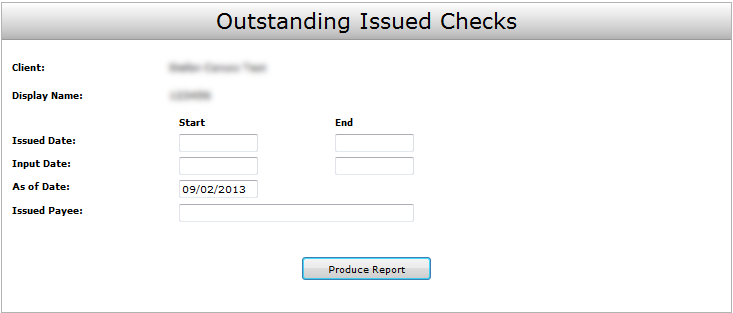 Outstanding Issued Checks
Client:
Display Name:
Start End
Issued Date:
Input Date:
As of Date: 09/02/2013
Issued Payee:
Produce Report